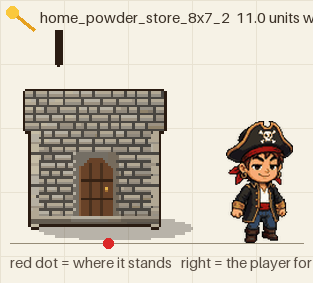 home_powder_store_8x7_2 11.0 units w
red dot = where it stands right = the player for